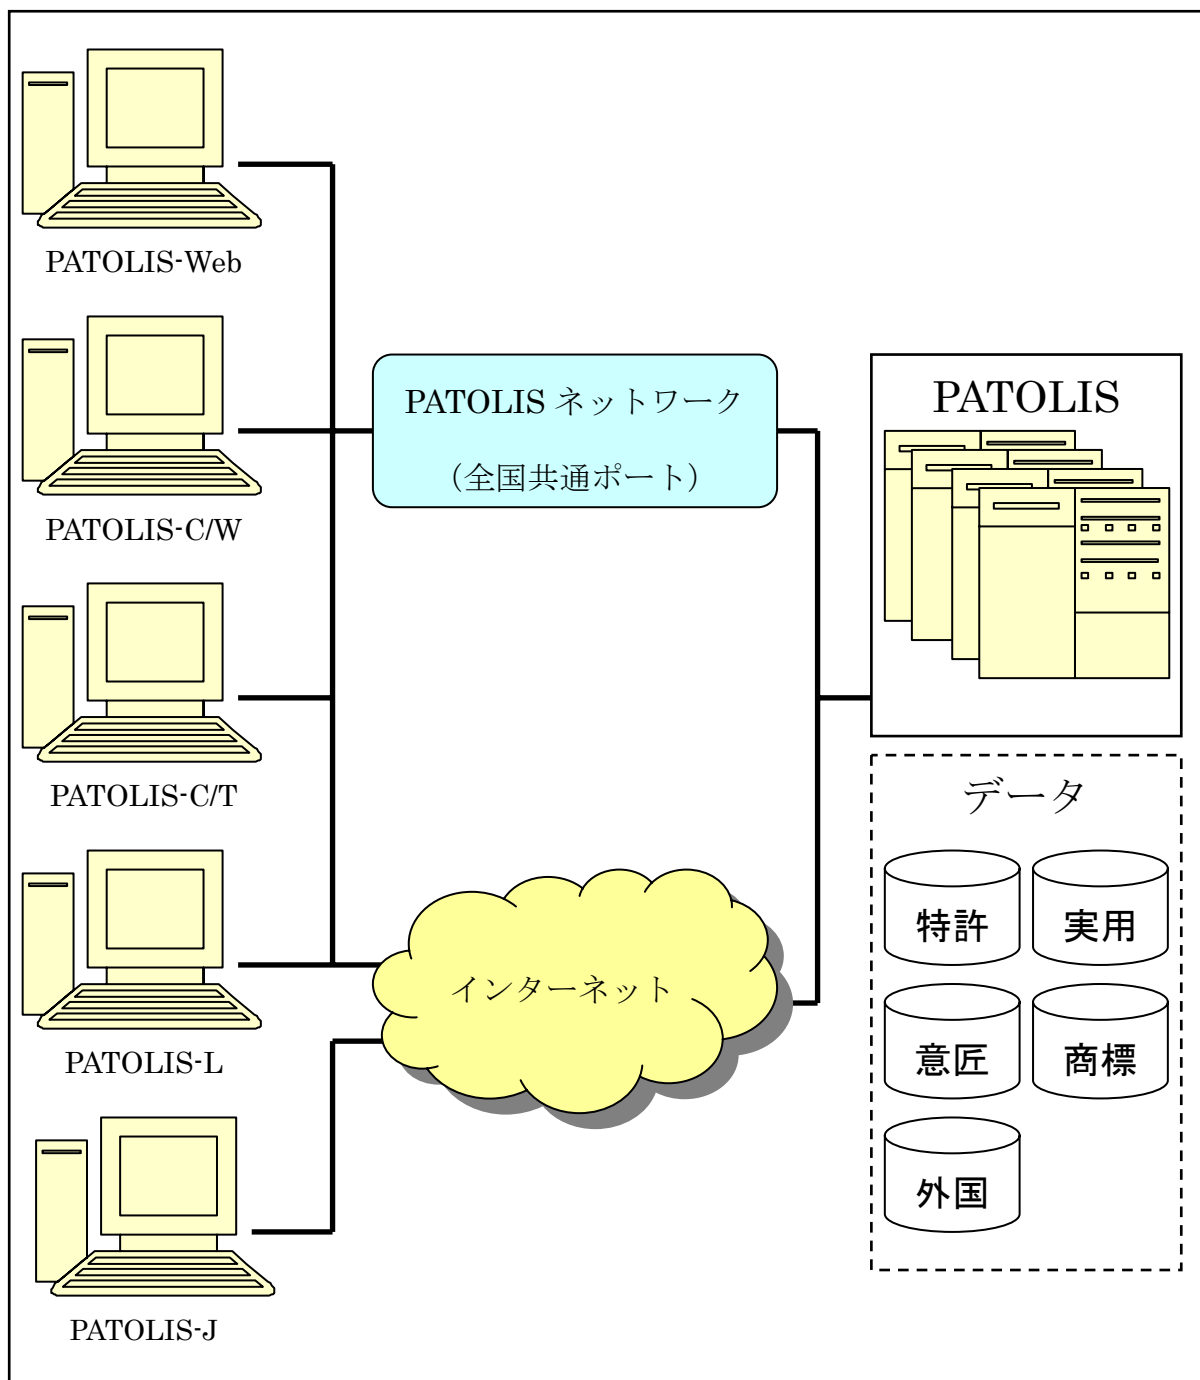 PATOLIS-Web
PATOLIS-C/W
PATOLIS-C/T
PATOLIS-L
PATOLIS-J
PATOLIS ネットワーク
（全国共通ポート）
インターネット
PATOLIS
データ
特許
実用
意匠
商標
外国